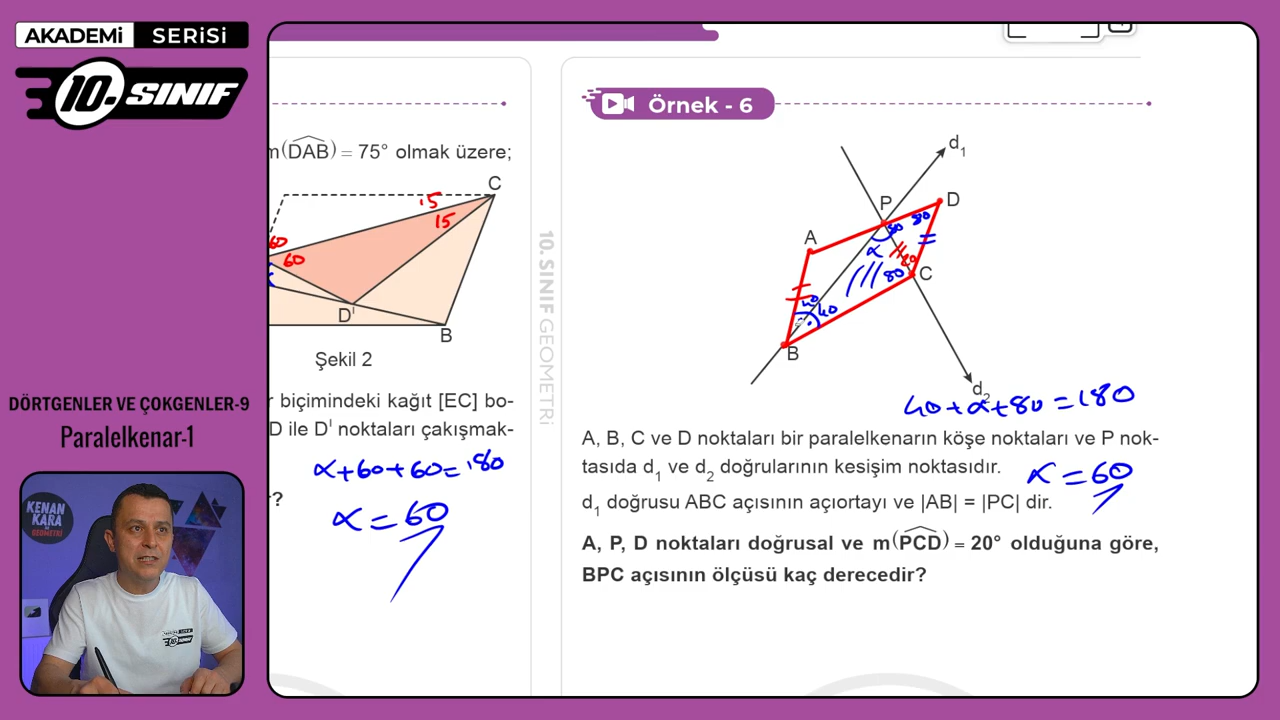 AKADEMİ SERİSİ
10. SINIF
DÖRTGENLER VE ÇOKGENLER-9
Paralelkenar-1
KENAN
KARA
GEOMETRİ
m(DAB) = 75° olmak üzere;
C
15
15
60
60
D'
B
Şekil 2
r biçimindeki kağıt [EC] bo-
D ile D' noktaları çakışmak-
α+60+60=180
?
α=60
10. SINIF GEOMETRİ
Örnek - 6
d1
P
D
80
A
α
80
C
40
B
d2
40+α+80=180
A, B, C ve D noktaları bir paralelkenarın köşe noktaları ve P nok-
tasıda d1 ve d2 doğrularının kesişim noktasıdır.
α=60
d1 doğrusu ABC açısının açıortayı ve |AB| = |PC| dir.
A, P, D noktaları doğrusal ve m(PCD) = 20° olduğuna göre,
BPC açısının ölçüsü kaç derecedir?